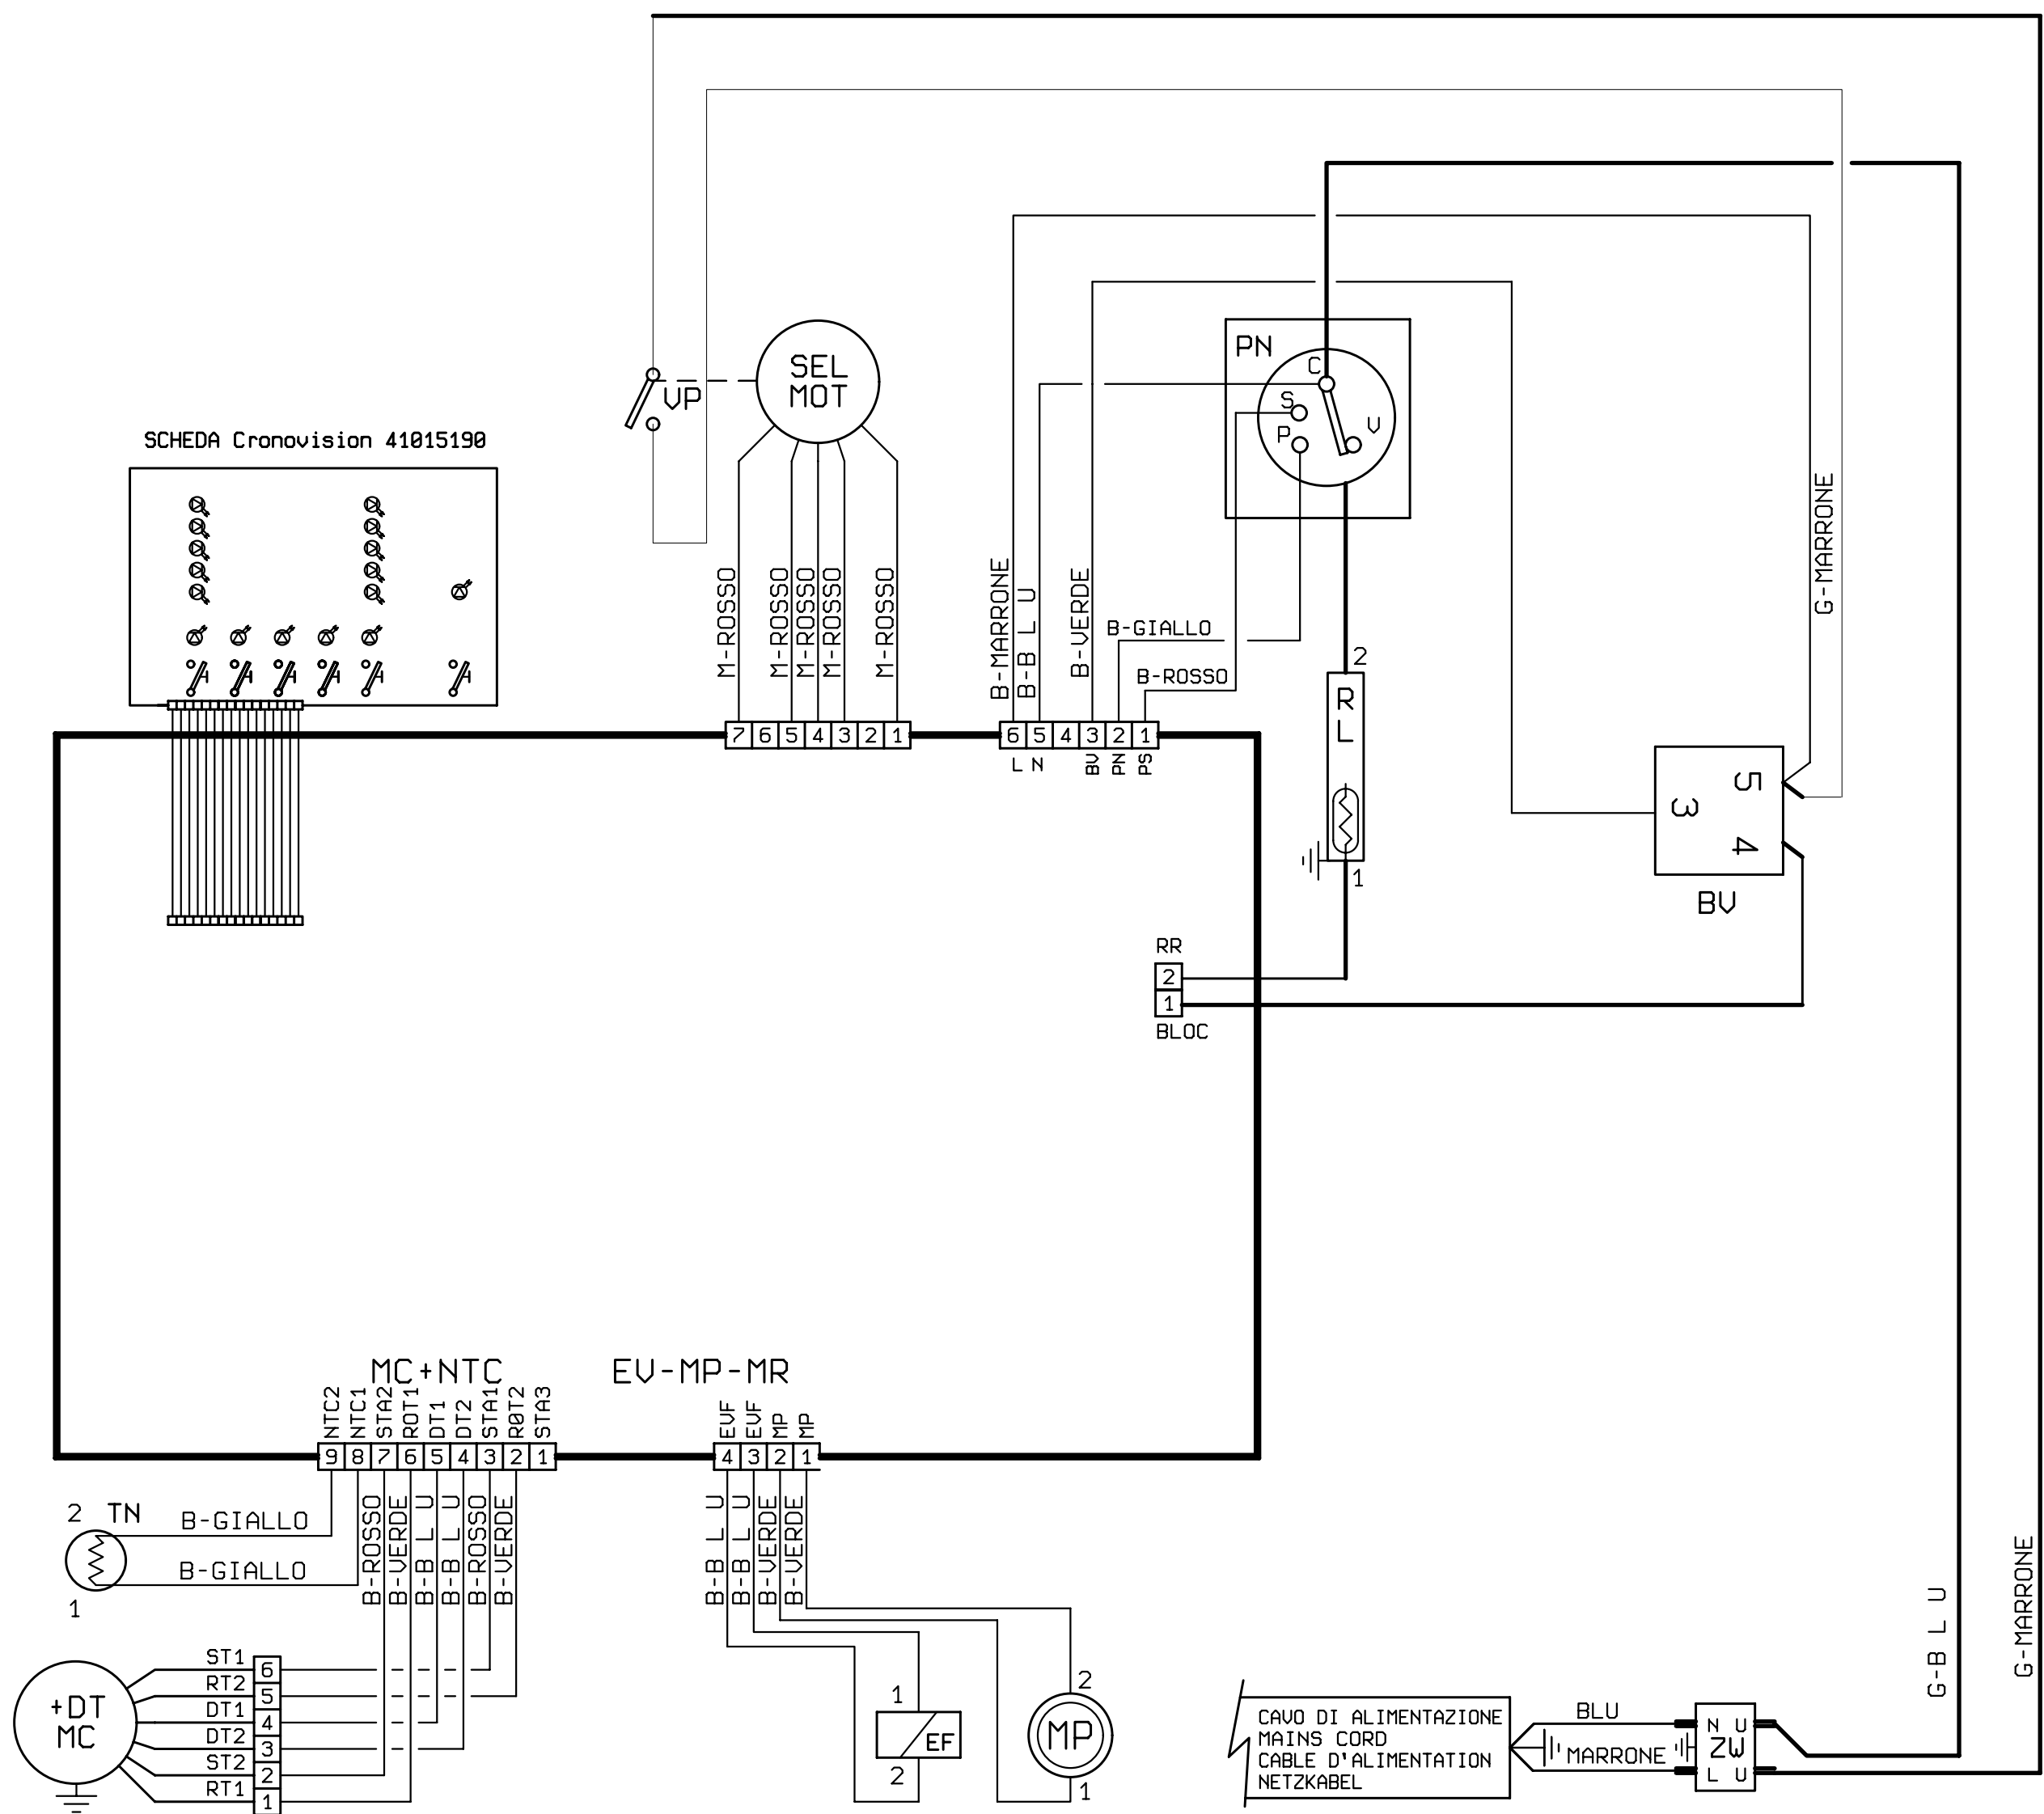 SEL
MOT
VP
PN
C
S
P
V
SCHEDA Cronovision 41015190
M-ROSSO
M-ROSSO
M-ROSSO
M-ROSSO
M-ROSSO
B-MARRONE
B-B L U
B-VERDE
B-GIALLO
B-ROSSO
G-MARRONE
7 6 5 4 3 2 1
6 5 4 3 2 1
L N BV PN PS
2
RL
1
5
3
4
BV
RR
2
1
BLOC
MC+NTC
EV-MP-MR
NTC2 NTC1 STA2 ROT1 DT1 DT2 STA1 RØT2 STA3
9 8 7 6 5 4 3 2 1
EVF EVF MP MP
4 3 2 1
2 TN
B-GIALLO
B-GIALLO
1
B-ROSSO
B-VERDE
B-B L U
B-B L U
B-ROSSO
B-VERDE
B-B L U
B-B L U
B-VERDE
B-VERDE
ST1 6
RT2 5
DT1 4
DT2 3
ST2 2
RT1 1
+DT
MC
1
EF
2
2
MP
1
CAVO DI ALIMENTAZIONE
MAINS CORD
CABLE D'ALIMENTATION
NETZKABEL
BLU
MARRONE
N U
ZW
L U
G-B L U
G-MARRONE